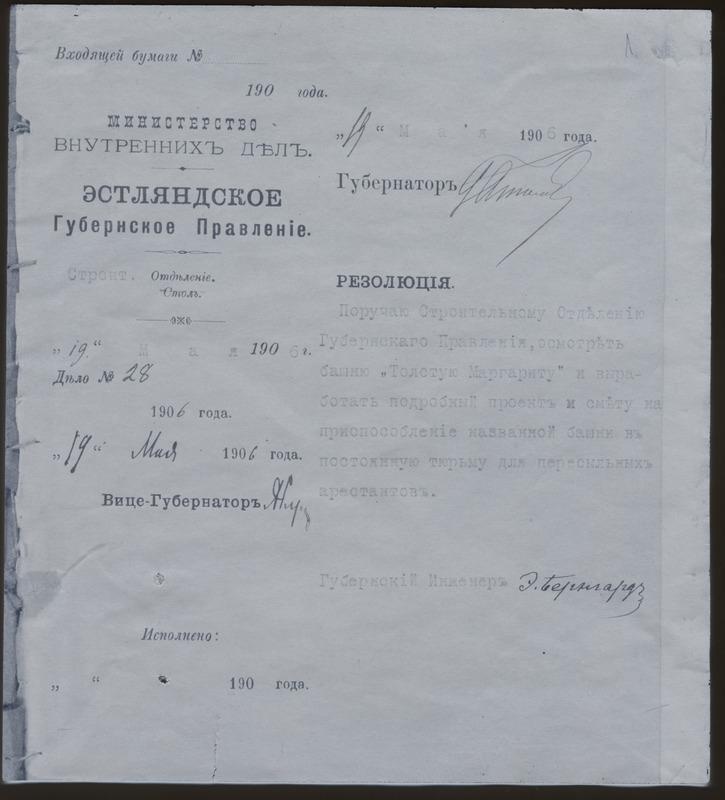 Входящей бумаги №
190 года.
МИНИСТЕРСТВО
ВНУТРЕННИХЪ ДѢЛЪ.
ЭСТЛЯНДСКОЕ
Губернское Правленіе.
Строит. Отдѣленіе.
Столъ.
„19.“ Мая 1906 г.
Дѣло № 28
1906 года.
„19“ Мая 1906 года.
Вице-Губернаторъ
Исполнено:
„ “ 190 года.
1
„19“ Мая 1906 года.
Губернаторъ
РЕЗОЛЮЦІЯ.
Поручаю Строительному Отдѣленію
Губернскаго Правленія, осмотрѣть
башню „Толстую Маргариту" и выра-
ботать подробный проектъ и смѣту на
приспособленіе названной башни въ
постоянную тюрьму для пересыльныхъ
арестантовъ.
Губернскій Инженеръ Э. Бернгардъ